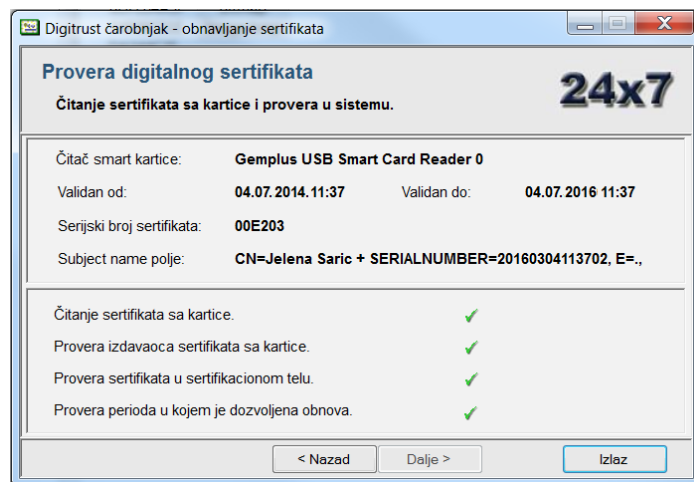 Digitrust čarobnjak - obnavljanje sertifikata
Provera digitalnog sertifikata
Čitanje sertifikata sa kartice i provera u sistemu.
24x7
Čitač smart kartice: Gemplus USB Smart Card Reader 0
Validan od: 04.07.2014.11:37 Validan do: 04.07.2016 11:37
Serijski broj sertifikata: 00E203
Subject name polje: CN=Jelena Saric + SERIALNUMBER=20160304113702, E=.,
Čitanje sertifikata sa kartice.
Provera izdavaoca sertifikata sa kartice.
Provera sertifikata u sertifikacionom telu.
Provera perioda u kojem je dozvoljena obnova.
< Nazad Dalje > Izlaz